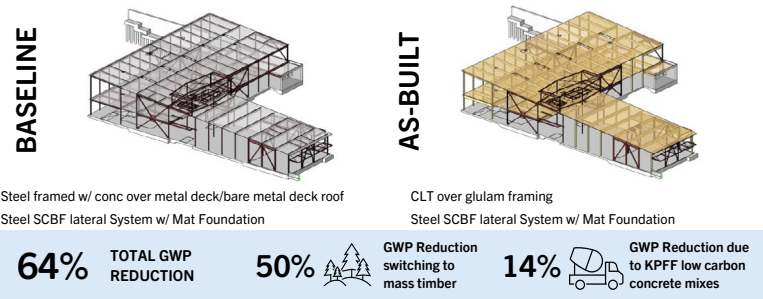 BASELINE
AS-BUILT
Steel framed w/ conc over metal deck/bare metal deck roof
Steel SCBF lateral System w/ Mat Foundation
CLT over glulam framing
Steel SCBF lateral System w/ Mat Foundation
64%
TOTAL GWP
REDUCTION
50%
GWP Reduction
switching to
mass timber
14%
GWP Reduction due
to KPFF low carbon
concrete mixes